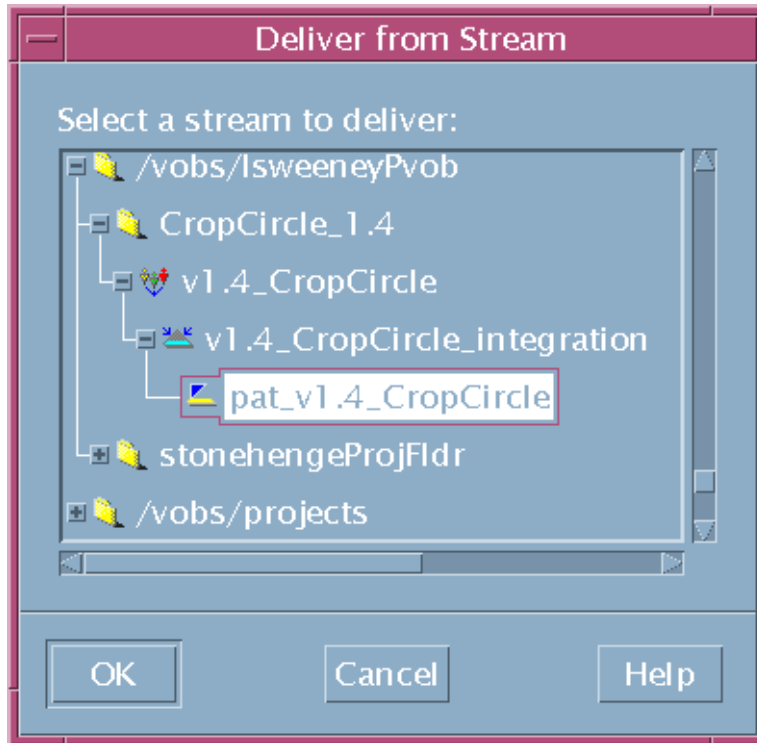 Deliver from Stream
Select a stream to deliver:
/vobs/lsweeneyPvob
CropCircle_1.4
v1.4_CropCircle
v1.4_CropCircle_integration
pat_v1.4_CropCircle
stonehengeProjFldr
/vobs/projects
OK
Cancel
Help